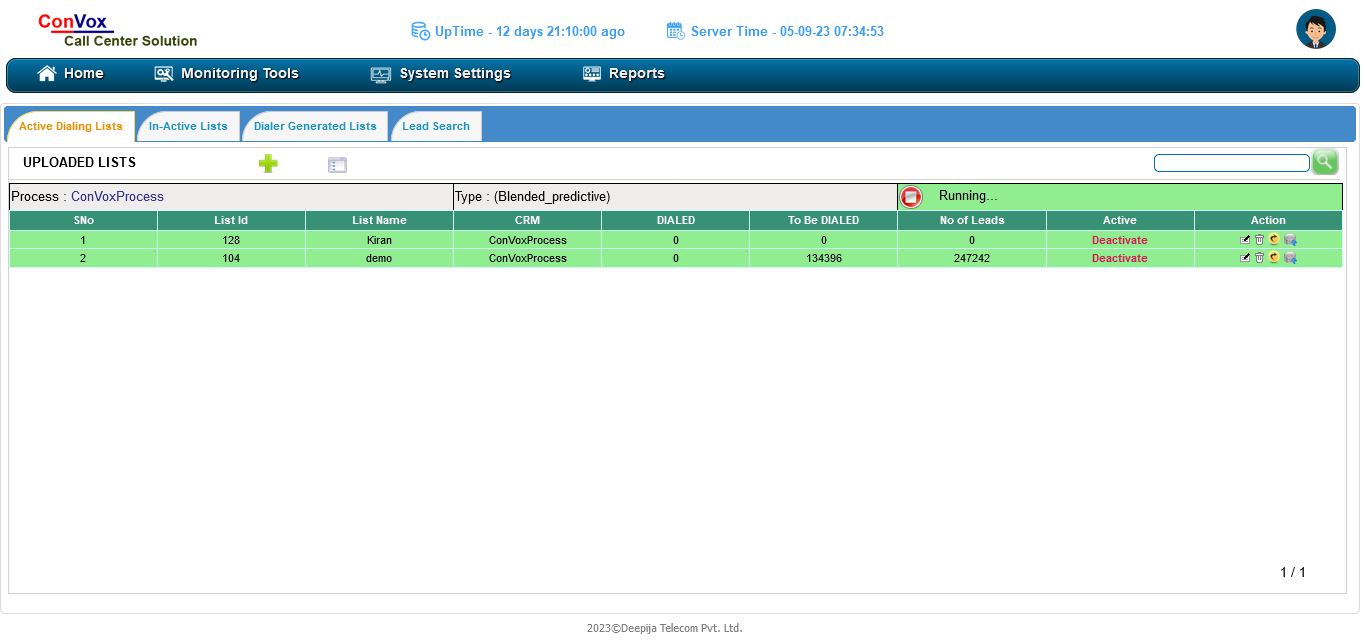 ConVox
Call Center Solution
UpTime - 12 days 21:10:00 ago
Server Time - 05-09-23 07:34:53
Home Monitoring Tools System Settings Reports
Active Dialing Lists In-Active Lists Dialer Generated Lists Lead Search
UPLOADED LISTS
Process : ConVoxProcess Type : (Blended_predictive) Running...
SNo List Id List Name CRM DIALED To Be DIALED No of Leads Active Action
1 128 Kiran ConVoxProcess 0 0 0 Deactivate
2 104 demo ConVoxProcess 0 134396 247242 Deactivate
1 / 1
2023©Deepija Telecom Pvt. Ltd.